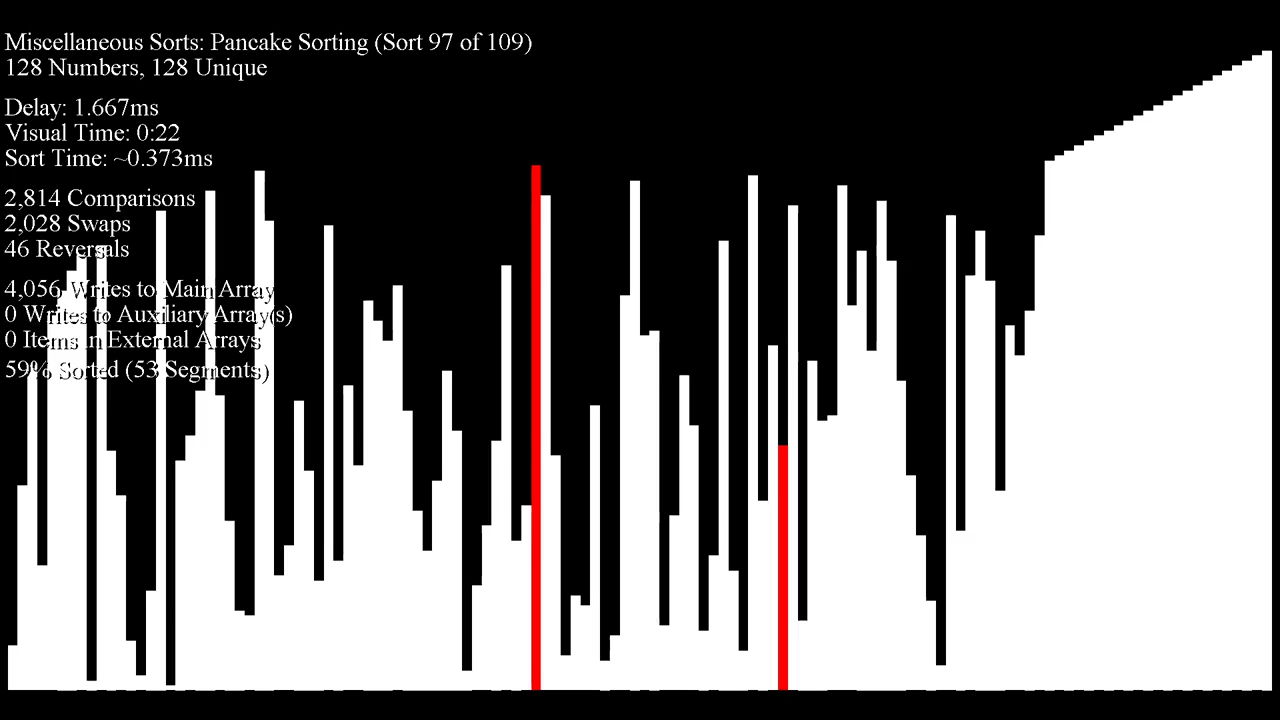 Miscellaneous Sorts: Pancake Sorting (Sort 97 of 109)
128 Numbers, 128 Unique
Delay: 1.667ms
Visual Time: 0:22
Sort Time: ~0.373ms
2,814 Comparisons
2,028 Swaps
46 Reversals
4,056 Writes to Main Array
0 Writes to Auxiliary Array(s)
0 Items in External Arrays
59% Sorted (53 Segments)